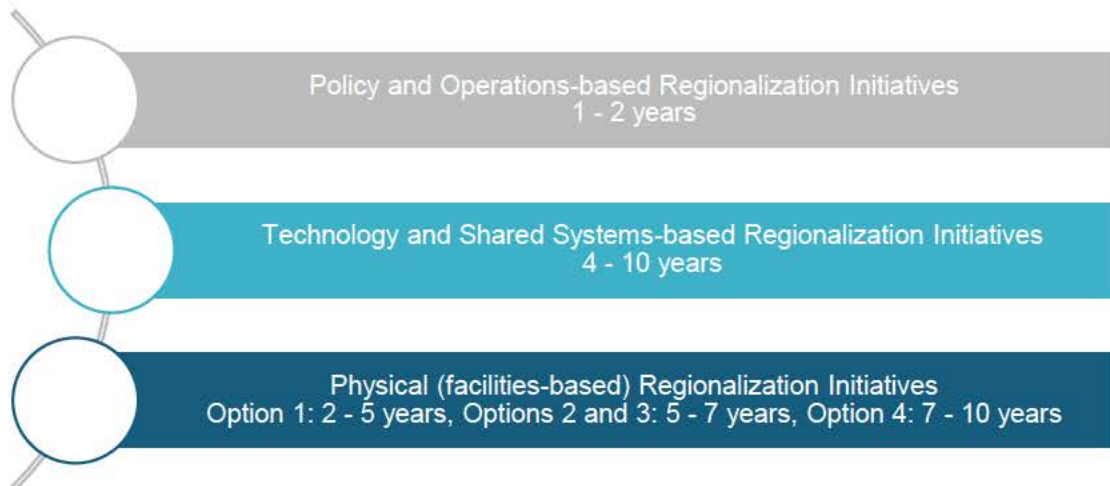 Policy and Operations-based Regionalization Initiatives
1 - 2 years
Technology and Shared Systems-based Regionalization Initiatives
4 - 10 years
Physical (facilities-based) Regionalization Initiatives
Option 1: 2 - 5 years, Options 2 and 3: 5 - 7 years, Option 4: 7 - 10 years